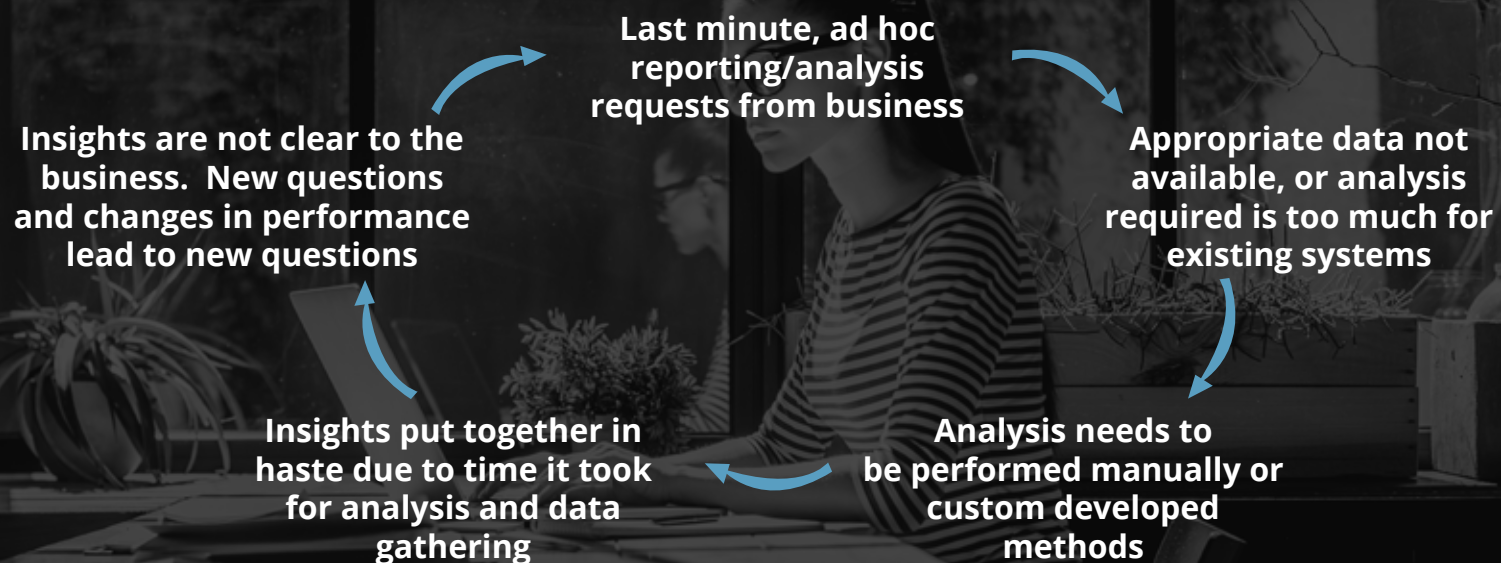 Last minute, ad hoc
reporting/analysis
requests from business
Appropriate data not
available, or analysis
required is too much for
existing systems
Analysis needs to
be performed manually or
custom developed
methods
Insights put together in
haste due to time it took
for analysis and data
gathering
Insights are not clear to the
business.  New questions
and changes in performance
lead to new questions